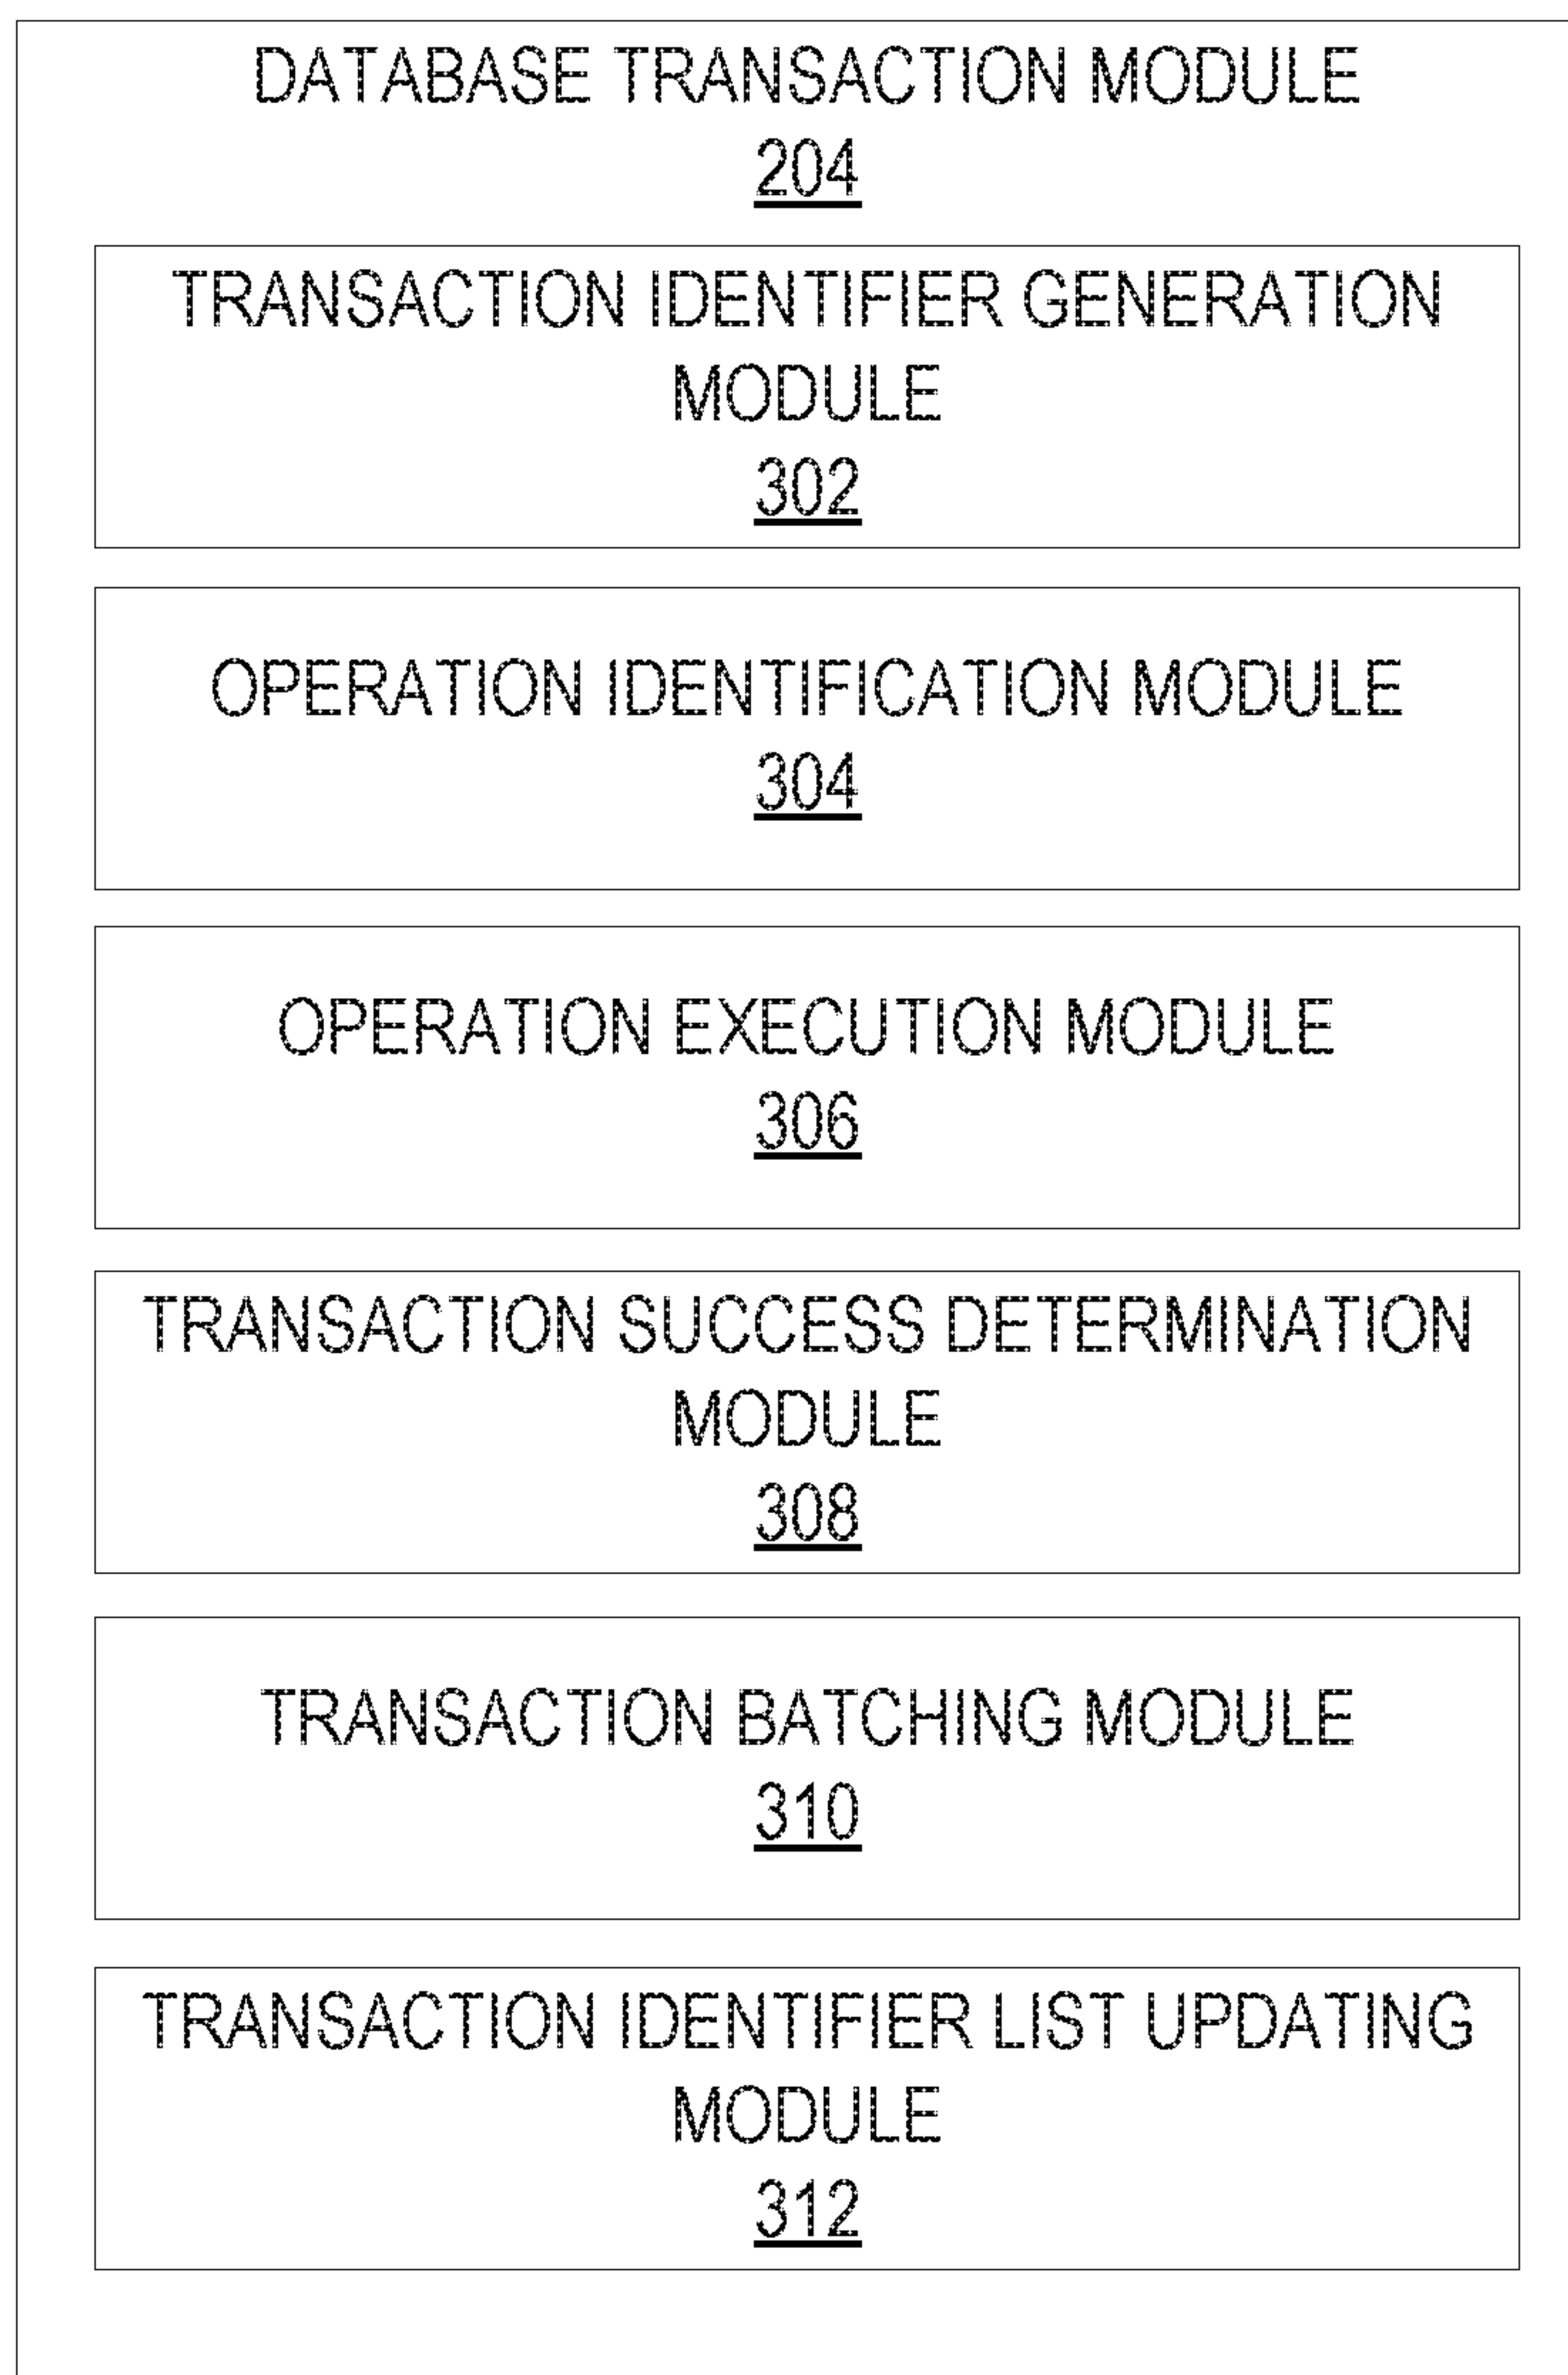 DATABASE TRANSACTION MODULE
204
TRANSACTION IDENTIFIER GENERATION
MODULE
302
OPERATION IDENTIFICATION MODULE
304
OPERATION EXECUTION MODULE
306
TRANSACTION SUCCESS DETERMINATION
MODULE
308
TRANSACTION BATCHING MODULE
310
TRANSACTION IDENTIFIER LIST UPDATING
MODULE
312